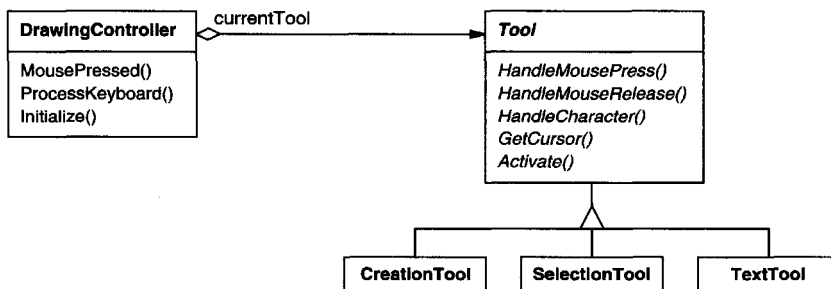 DrawingController
currentTool
Tool
MousePressed()
ProcessKeyboard()
Initialize()
HandleMousePress()
HandleMouseRelease()
HandleCharacter()
GetCursor()
Activate()
CreationTool
SelectionTool
TextTool